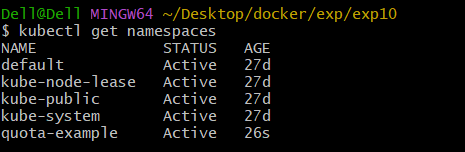 Dell@Dell MINGW64 ~/Desktop/docker/exp/exp10
$ kubectl get namespaces
NAME              STATUS   AGE
default           Active   27d
kube-node-lease   Active   27d
kube-public       Active   27d
kube-system       Active   27d
quota-example     Active   26s